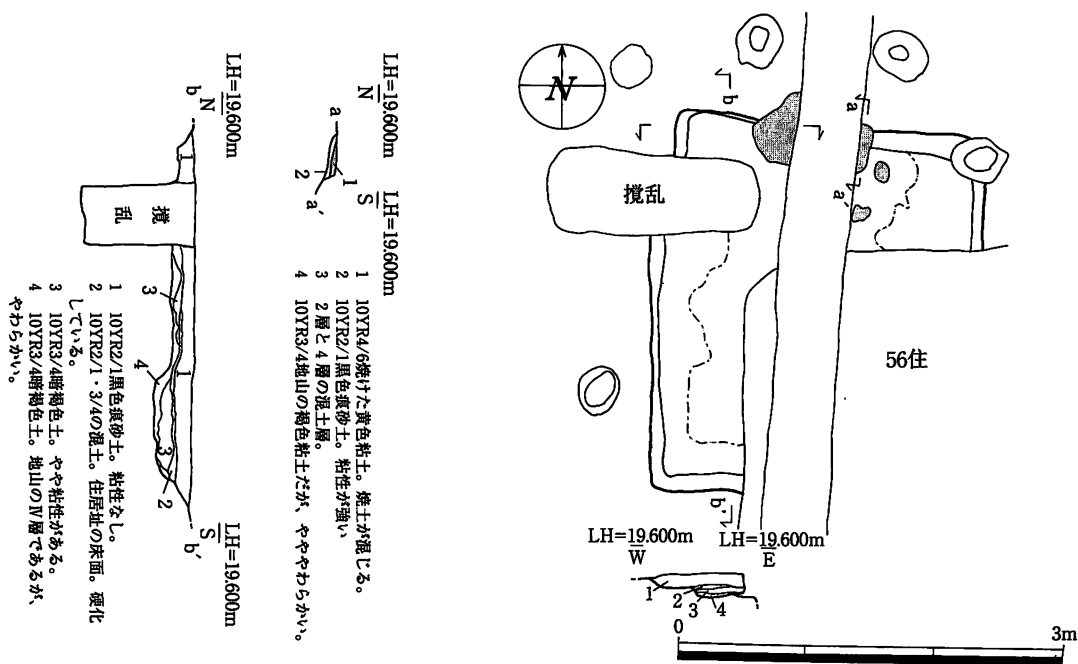 N
攪乱
56住
b
a
a′
b′
LH=19.600m
W
LH=19.600m
E
1
2
3
4
0
3m
LH=19.600m
N
LH=19.600m
S
a
a′
1
2
1 10YR4/6焼けた黄色粘土。焼土が混じる。
2 10YR2/1黒色痕砂土。粘性が強い
3 2層と4層の混土層。
4 10YR3/4地山の褐色粘土だが、ややややわらかい。
LH=19.600m
N
LH=19.600m
S
b
b′
攪
乱
3
4
3
2
1 10YR2/1黒色痕砂土。粘性なし。
2 10YR2/1・3/4の混土。住居址の床面。硬化
している。
3 10YR3/4暗褐色土。やや粘性がある。
4 10YR3/4暗褐色土。地山のⅣ層であるが、
やわらかい。